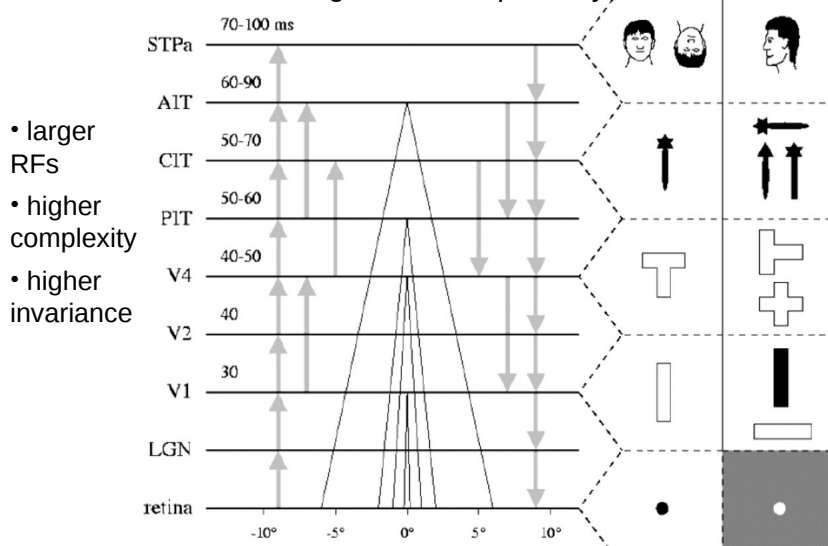 70-100 ms
STPa
60-90
AIT
• larger
RFs
50-70
CIT
50-60
• higher
complexity
PIT
40-50
V4
• higher
invariance
40
V2
30
V1
LGN
retina
-10° -5° 0° 5° 10°